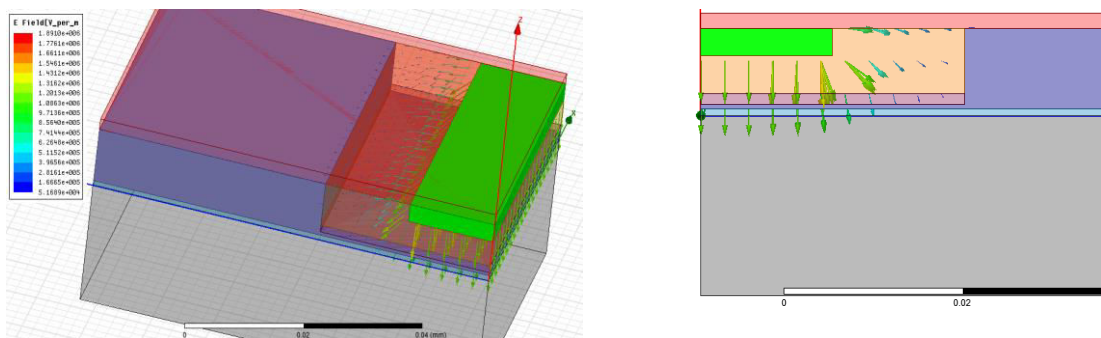 E Field[V_per_m
1.8910e+006
1.7761e+006
1.6611e+006
1.5461e+006
1.4312e+006
1.3162e+006
1.2013e+006
1.0863e+006
9.7136e+005
8.5640e+005
7.4144e+005
6.2648e+005
5.1152e+005
3.9656e+005
2.8161e+005
1.6665e+005
5.1689e+004
Z
X
0
0.02
0.04 (mm)
0
0.02